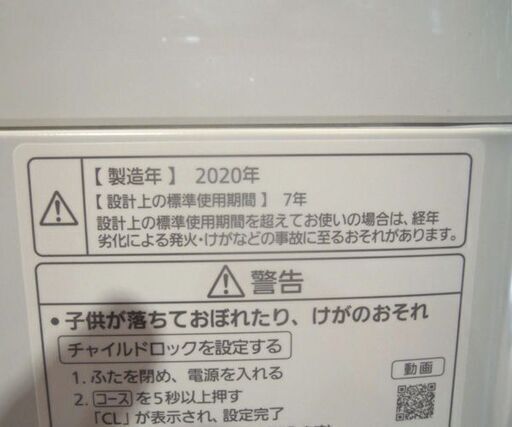 【 製造年 】 2020年
【 設計上の標準使用期間 】 7年
設計上の標準使用期間を超えてお使いの場合は、経年
劣化による発火・けがなどの事故に至るおそれがあります。
警告
• 子供が落ちておぼれたり、けがのおそれ
チャイルドロックを設定する
動画
1. ふたを閉め、電源を入れる
2. コースを5秒以上押す
「CL」が表示され、設定完了